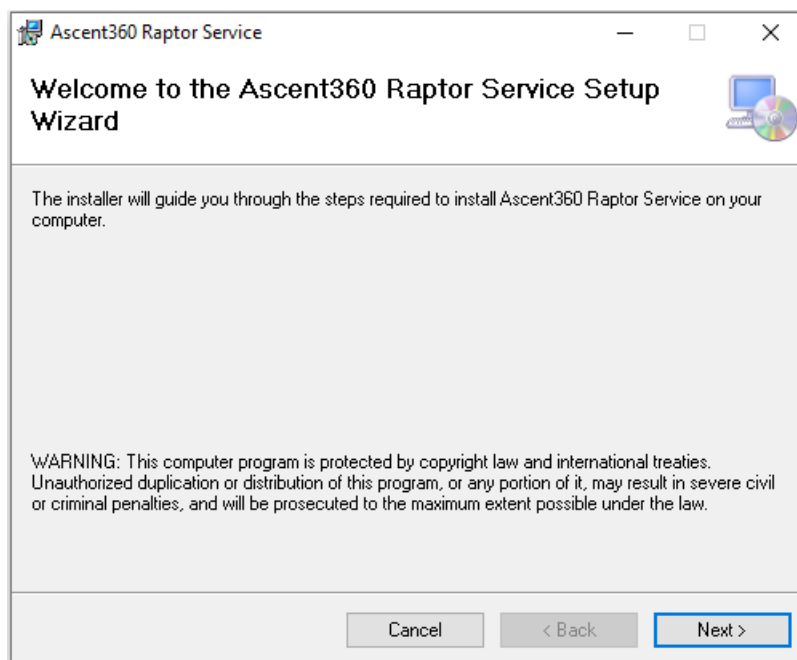 Ascent360 Raptor Service
Welcome to the Ascent360 Raptor Service Setup
Wizard
The installer will guide you through the steps required to install Ascent360 Raptor Service on your
computer.
WARNING: This computer program is protected by copyright law and international treaties.
Unauthorized duplication or distribution of this program, or any portion of it, may result in severe civil
or criminal penalties, and will be prosecuted to the maximum extent possible under the law.
Cancel
< Back
Next >